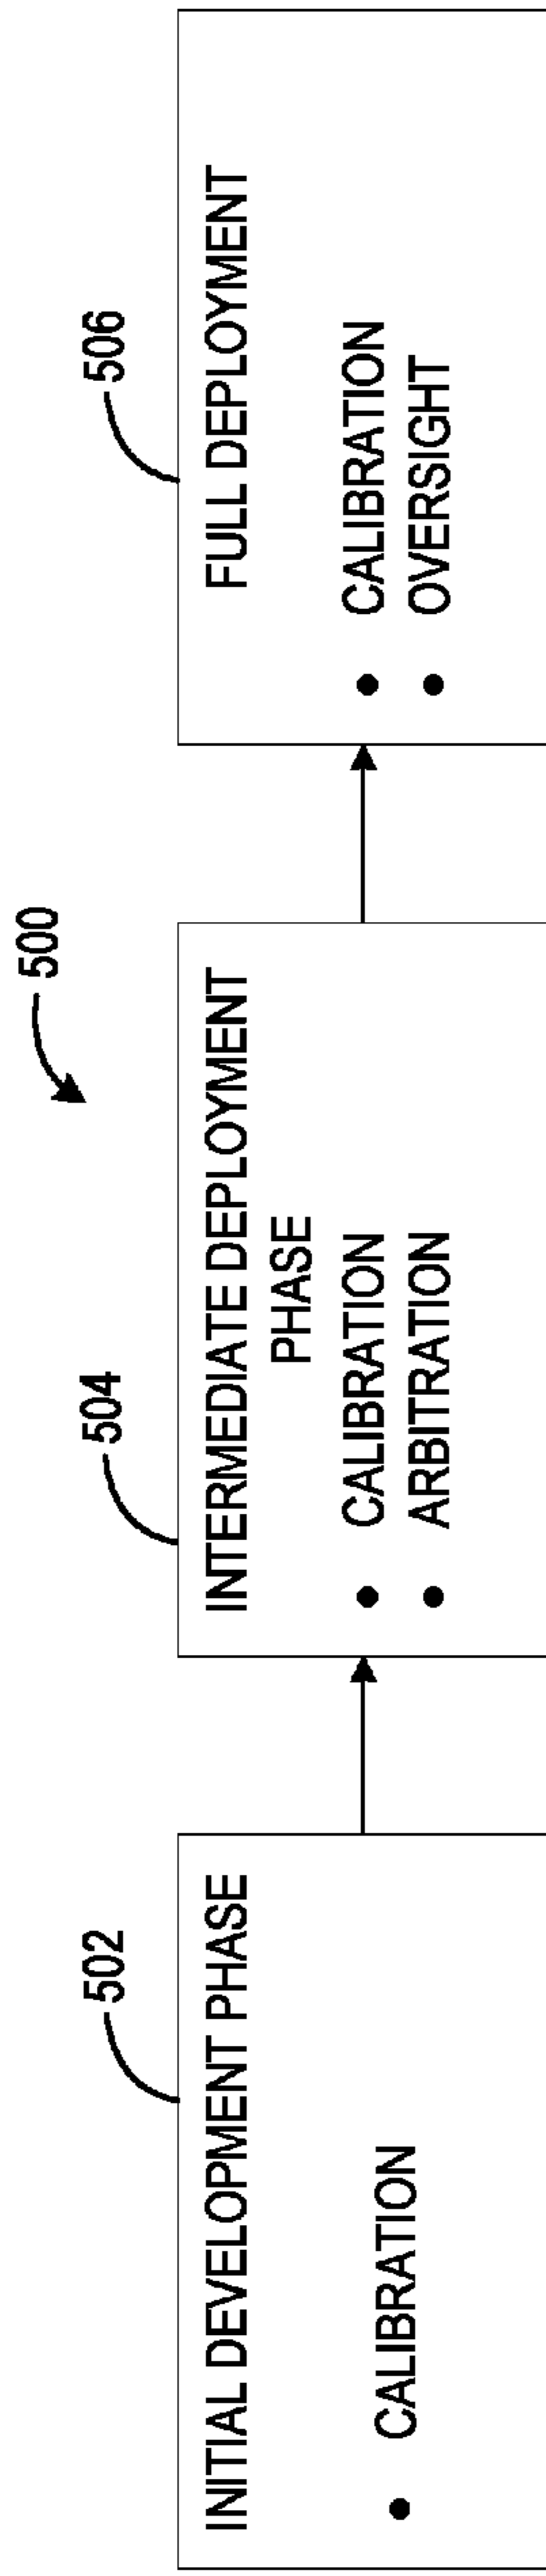 500
502
INITIAL DEVELOPMENT PHASE
• CALIBRATION
504
INTERMEDIATE DEPLOYMENT
PHASE
• CALIBRATION
• ARBITRATION
506
FULL DEPLOYMENT
• CALIBRATION
• OVERSIGHT